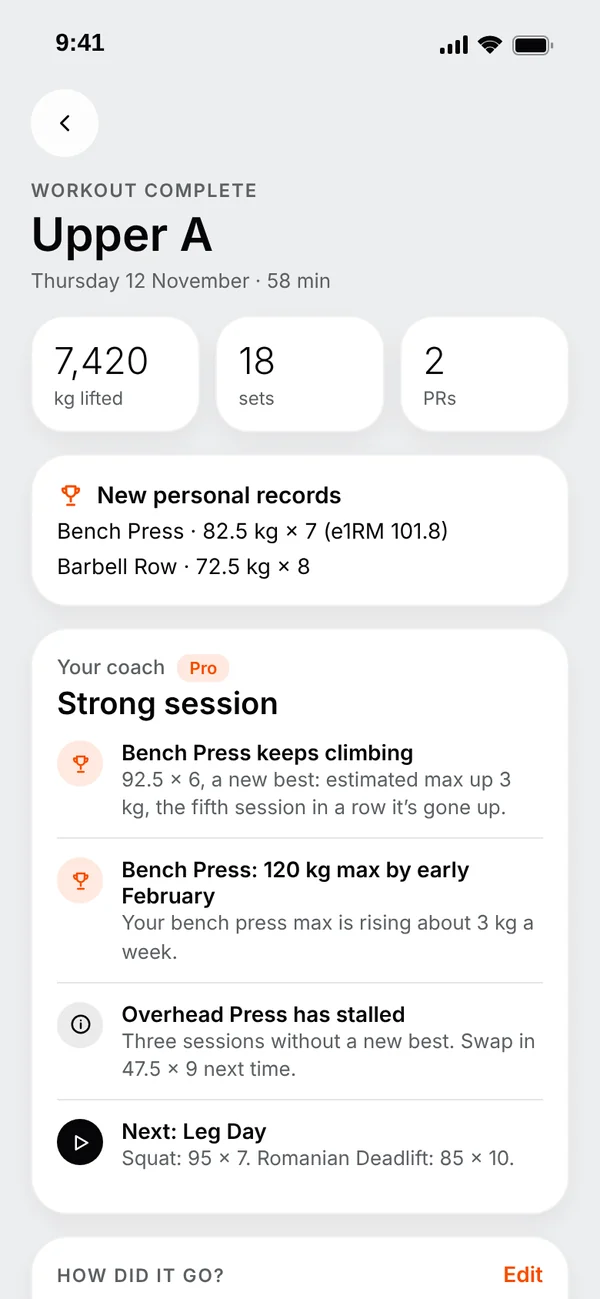 9:41
WORKOUT COMPLETE
Upper A
Thursday 12 November · 58 min
7,420
kg lifted
18
sets
2
PRs
New personal records
Bench Press · 82.5 kg × 7 (e1RM 101.8)
Barbell Row · 72.5 kg × 8
Your coach Pro
Strong session
Bench Press keeps climbing
92.5 × 6, a new best: estimated max up 3
kg, the fifth session in a row it’s gone up.
Bench Press: 120 kg max by early
February
Your bench press max is rising about 3 kg a
week.
Overhead Press has stalled
Three sessions without a new best. Swap in
47.5 × 9 next time.
Next: Leg Day
Squat: 95 × 7. Romanian Deadlift: 85 × 10.
HOW DID IT GO? Edit